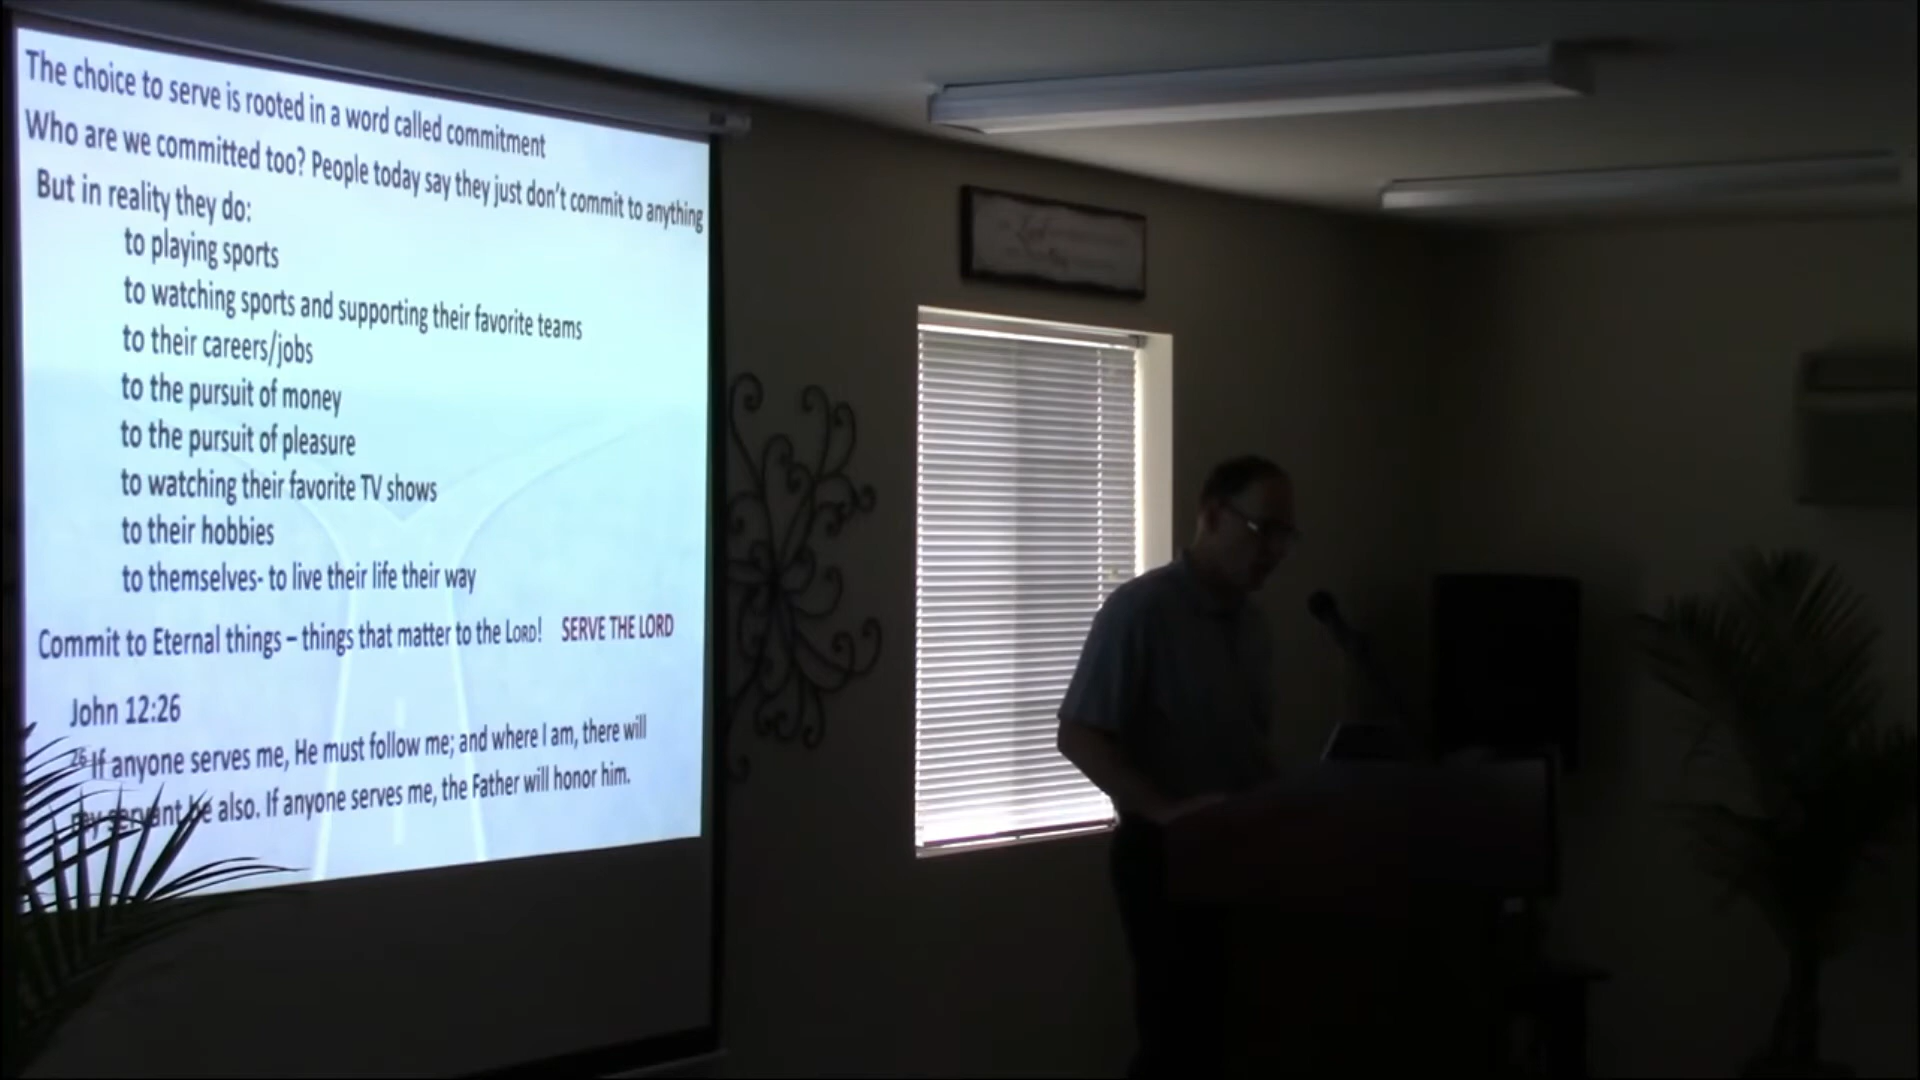 The choice to serve is rooted in a word called commitment
Who are we committed too? People today say they just don't commit to anything
But in reality they do:
to playing sports
to watching sports and supporting their favorite teams
to their careers/jobs
to the pursuit of money
to the pursuit of pleasure
to watching their favorite TV shows
to their hobbies
to themselves- to live their life their way
Commit to Eternal things – things that matter to the LORD! SERVE THE LORD
John 12:26
26 If anyone serves me, He must follow me; and where I am, there will
my servant be also. If anyone serves me, the Father will honor him.
Lord